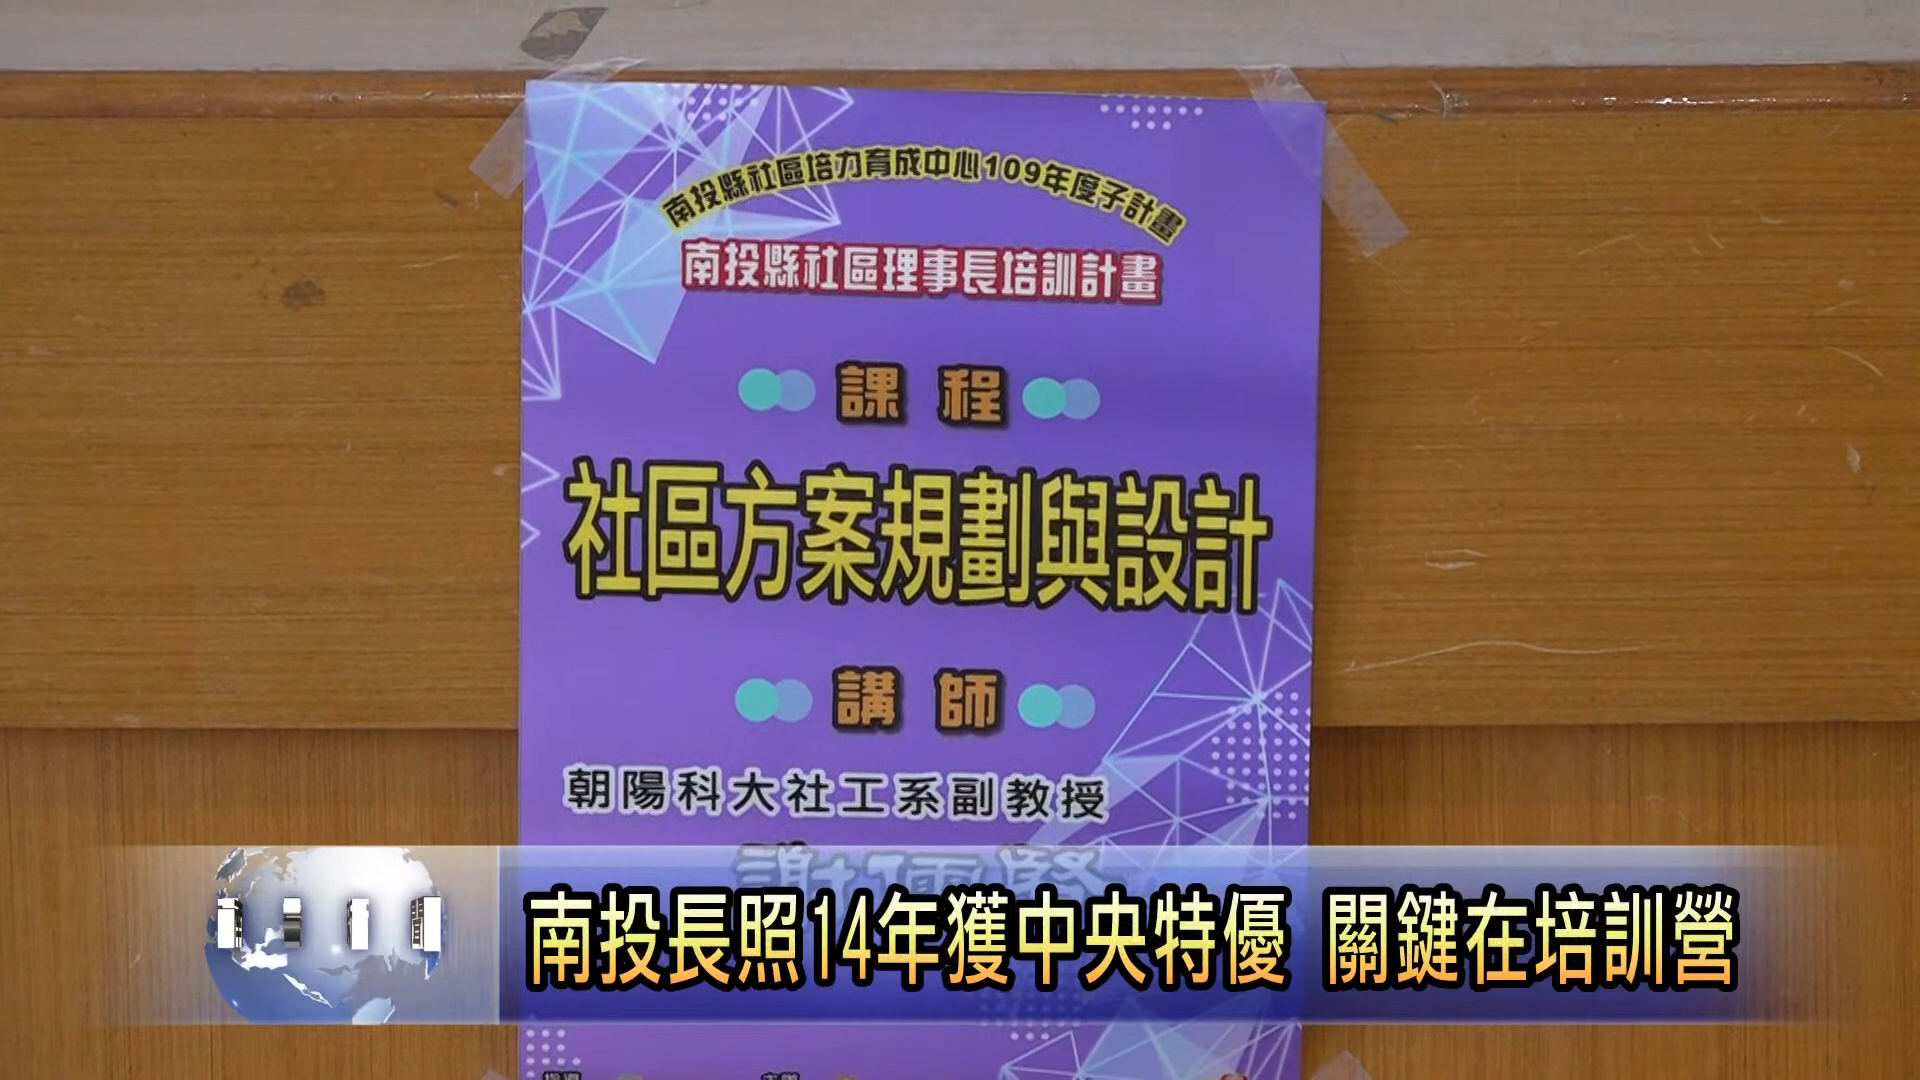 南投縣社區培力育成中心109年度子計畫
南投縣社區理事長培訓計畫
課程
社區方案規劃與設計
講師
朝陽科大社工系副教授
南投長照14年獲中央特優 關鍵在培訓營